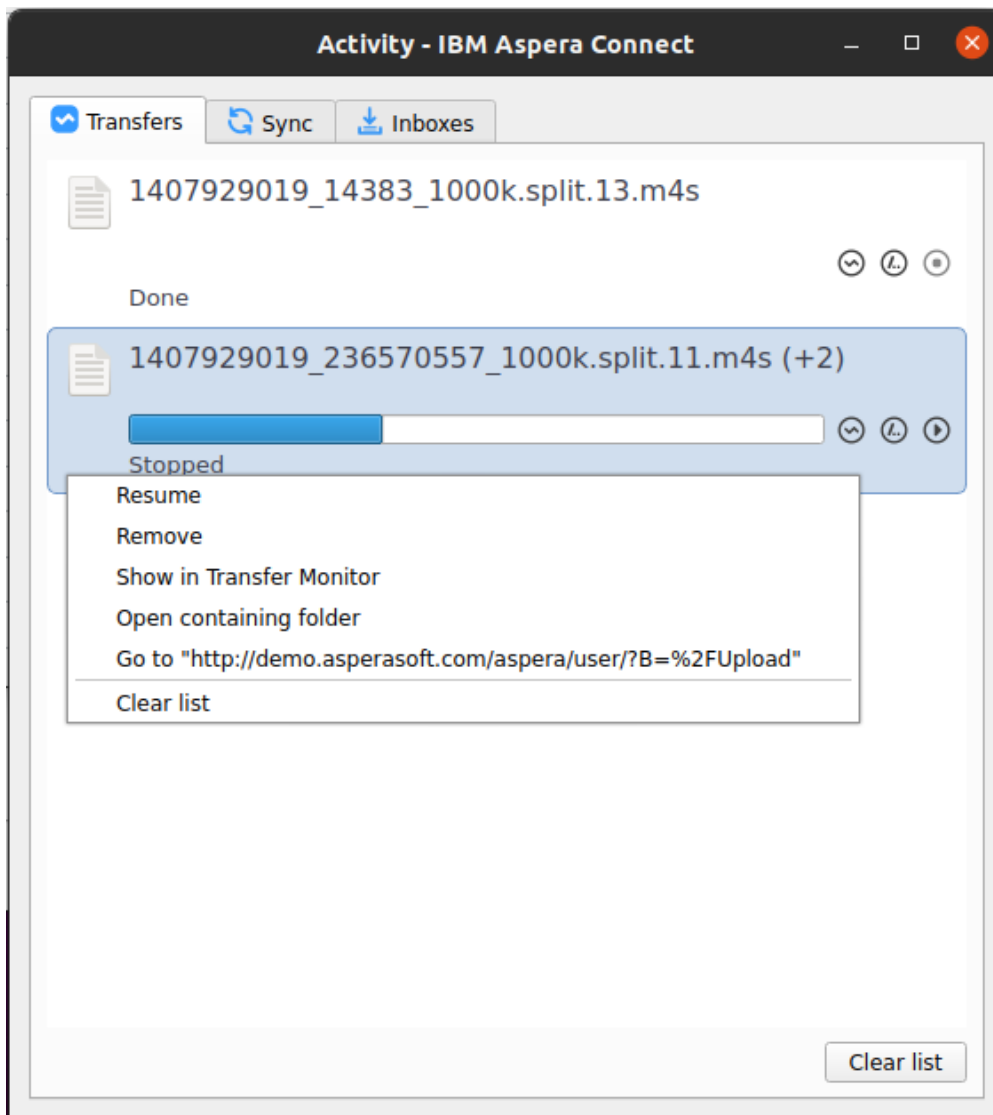 Activity - IBM Aspera Connect
Transfers Sync Inboxes
1407929019_14383_1000k.split.13.m4s
Done
1407929019_236570557_1000k.split.11.m4s (+2)
Stopped
Resume
Remove
Show in Transfer Monitor
Open containing folder
Go to "http://demo.asperasoft.com/aspera/user/?B=%2FUpload"
Clear list
Clear list